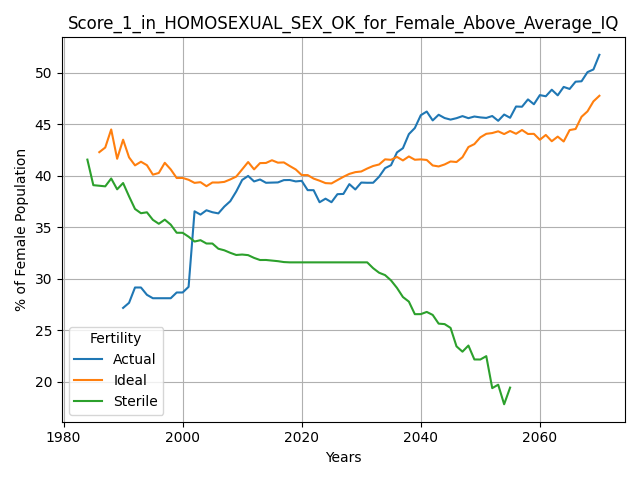 Score_1_in_HOMOSEXUAL_SEX_OK_for_Female_Above_Average_IQ
% of Female Population
50
45
40
35
30
25
20
Fertility
Actual
Ideal
Sterile
1980
2000
2020
2040
2060
Years